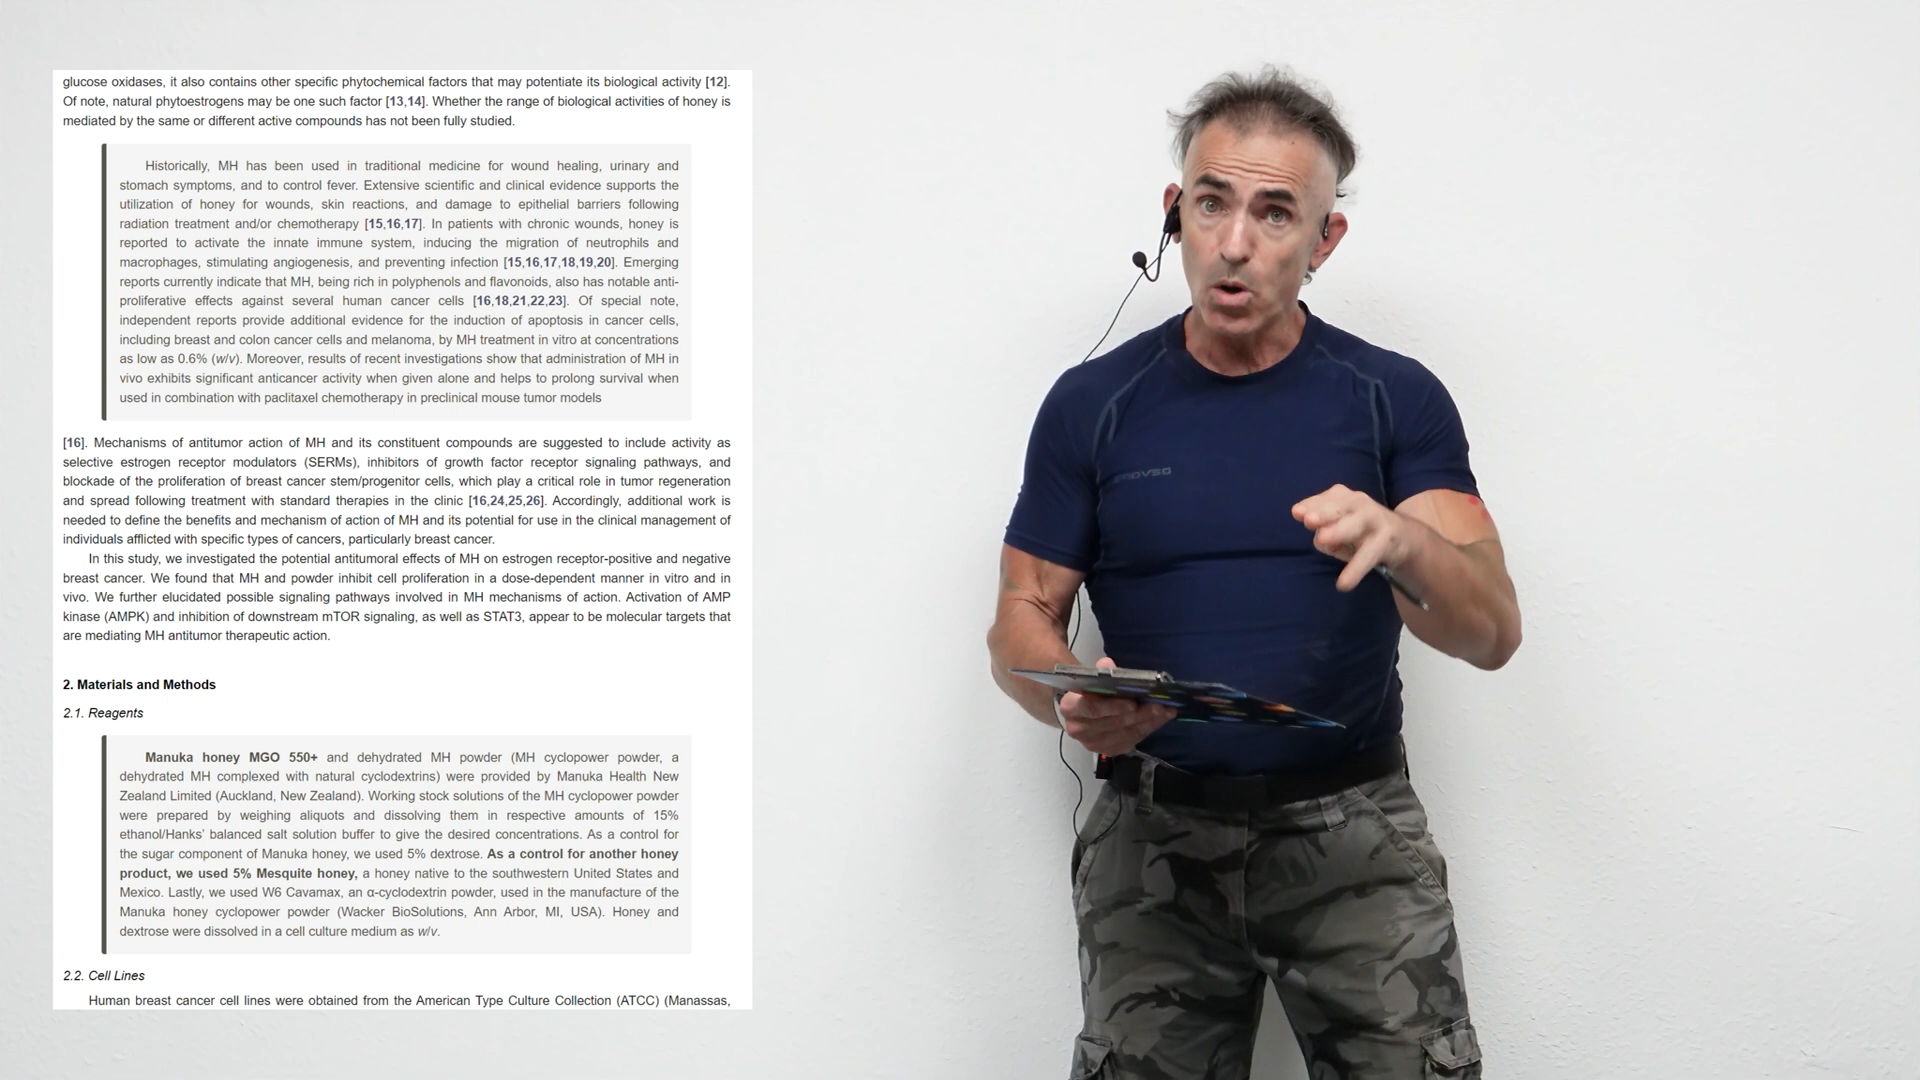 glucose oxidases, it also contains other specific phytochemical factors that may potentiate its biological activity [12].
Of note, natural phytoestrogens may be one such factor [13,14]. Whether the range of biological activities of honey is
mediated by the same or different active compounds has not been fully studied.
Historically, MH has been used in traditional medicine for wound healing, urinary and
stomach symptoms, and to control fever. Extensive scientific and clinical evidence supports the
utilization of honey for wounds, skin reactions, and damage to epithelial barriers following
radiation treatment and/or chemotherapy [15,16,17]. In patients with chronic wounds, honey is
reported to activate the innate immune system, inducing the migration of neutrophils and
macrophages, stimulating angiogenesis, and preventing infection [15,16,17,18,19,20]. Emerging
reports currently indicate that MH, being rich in polyphenols and flavonoids, also has notable anti-
proliferative effects against several human cancer cells [16,18,21,22,23]. Of special note,
independent reports provide additional evidence for the induction of apoptosis in cancer cells,
including breast and colon cancer cells and melanoma, by MH treatment in vitro at concentrations
as low as 0.6% (w/v). Moreover, results of recent investigations show that administration of MH in
vivo exhibits significant anticancer activity when given alone and helps to prolong survival when
used in combination with paclitaxel chemotherapy in preclinical mouse tumor models
[16]. Mechanisms of antitumor action of MH and its constituent compounds are suggested to include activity as
selective estrogen receptor modulators (SERMs), inhibitors of growth factor receptor signaling pathways, and
blockade of the proliferation of breast cancer stem/progenitor cells, which play a critical role in tumor regeneration
and spread following treatment with standard therapies in the clinic [16,24,25,26]. Accordingly, additional work is
needed to define the benefits and mechanism of action of MH and its potential for use in the clinical management of
individuals afflicted with specific types of cancers, particularly breast cancer.
In this study, we investigated the potential antitumoral effects of MH on estrogen receptor-positive and negative
breast cancer. We found that MH and powder inhibit cell proliferation in a dose-dependent manner in vitro and in
vivo. We further elucidated possible signaling pathways involved in MH mechanisms of action. Activation of AMP
kinase (AMPK) and inhibition of downstream mTOR signaling, as well as STAT3, appear to be molecular targets that
are mediating MH antitumor therapeutic action.
2. Materials and Methods
2.1. Reagents
Manuka honey MGO 550+ and dehydrated MH powder (MH cyclopower powder, a
dehydrated MH complexed with natural cyclodextrins) were provided by Manuka Health New
Zealand Limited (Auckland, New Zealand). Working stock solutions of the MH cyclopower powder
were prepared by weighing aliquots and dissolving them in respective amounts of 15%
ethanol/Hanks' balanced salt solution buffer to give the desired concentrations. As a control for
the sugar component of Manuka honey, we used 5% dextrose. As a control for another honey
product, we used 5% Mesquite honey, a honey native to the southwestern United States and
Mexico. Lastly, we used W6 Cavamax, an α-cyclodextrin powder, used in the manufacture of the
Manuka honey cyclopower powder (Wacker BioSolutions, Ann Arbor, MI, USA). Honey and
dextrose were dissolved in a cell culture medium as w/v.
2.2. Cell Lines
Human breast cancer cell lines were obtained from the American Type Culture Collection (ATCC) (Manassas,